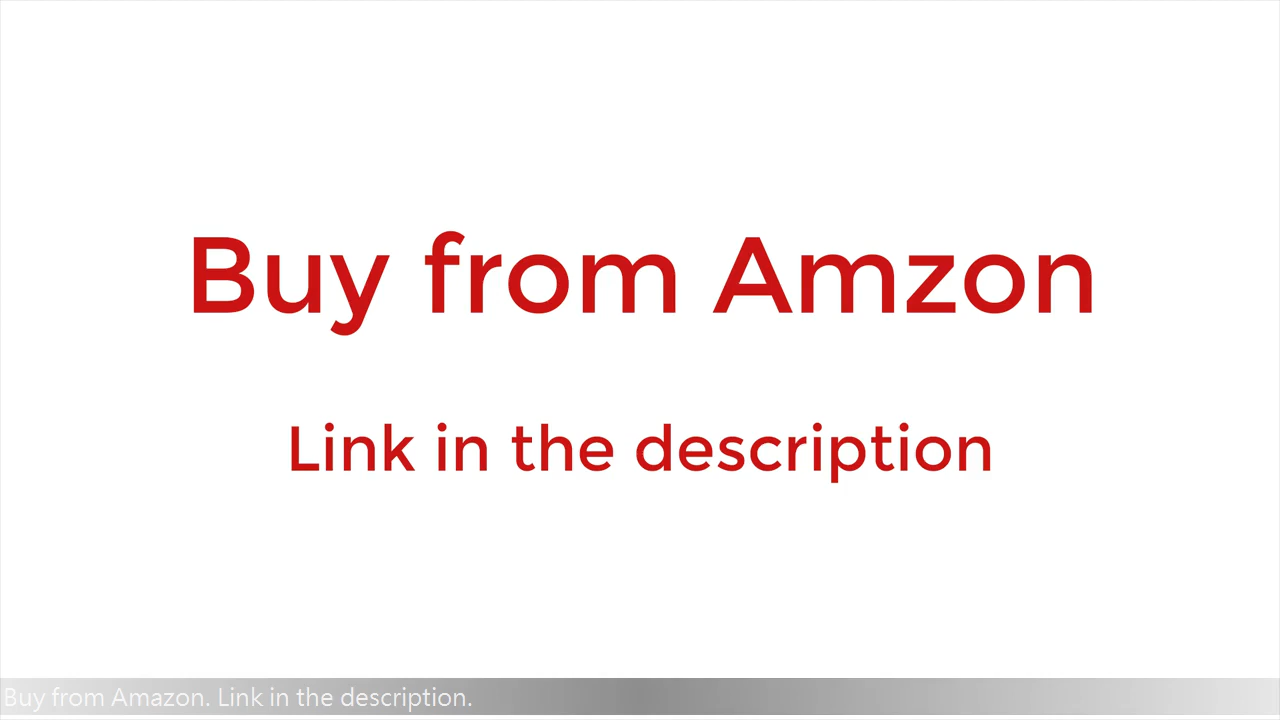 Buy from Amzon
Link in the description
Buy from Amazon. Link in the description.